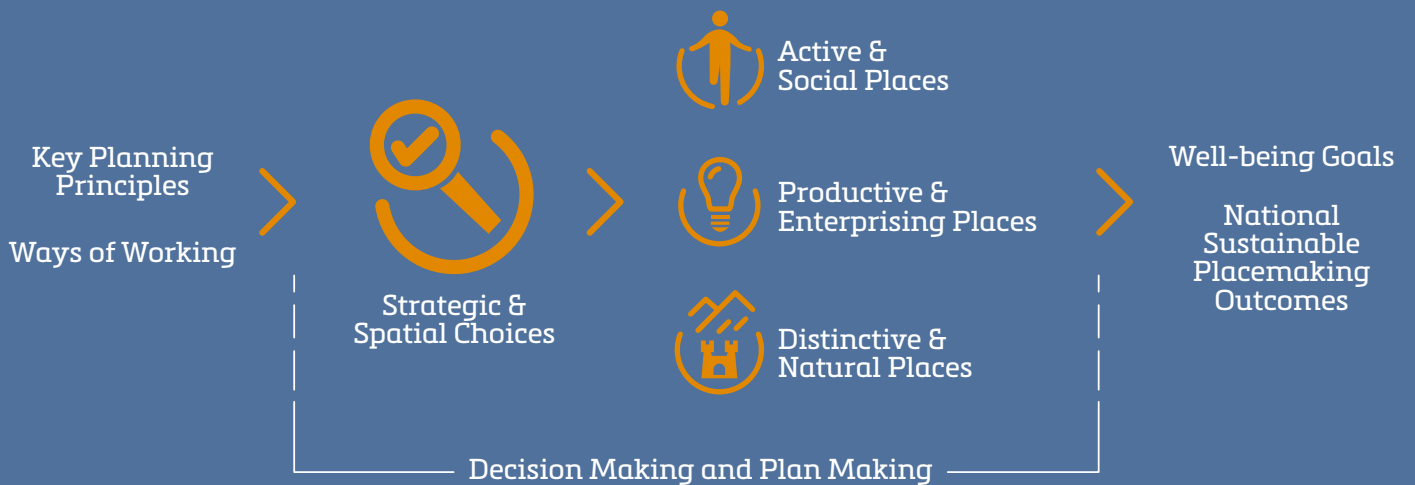 Key Planning
Principles
Ways of Working
Strategic &
Spatial Choices
Active &
Social Places
Productive &
Enterprising Places
Distinctive &
Natural Places
Well-being Goals
National
Sustainable
Placemaking
Outcomes
Decision Making and Plan Making